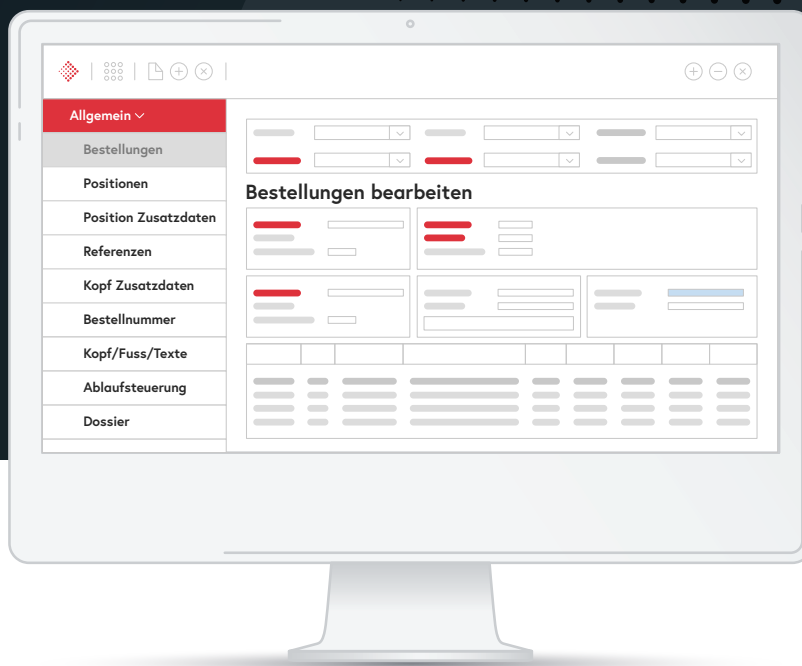 Allgemein
Bestellungen
Positionen
Position Zusatzdaten
Referenzen
Kopf Zusatzdaten
Bestellnummer
Kopf/Fuss/Texte
Ablaufsteuerung
Dossier
Bestellungen bearbeiten